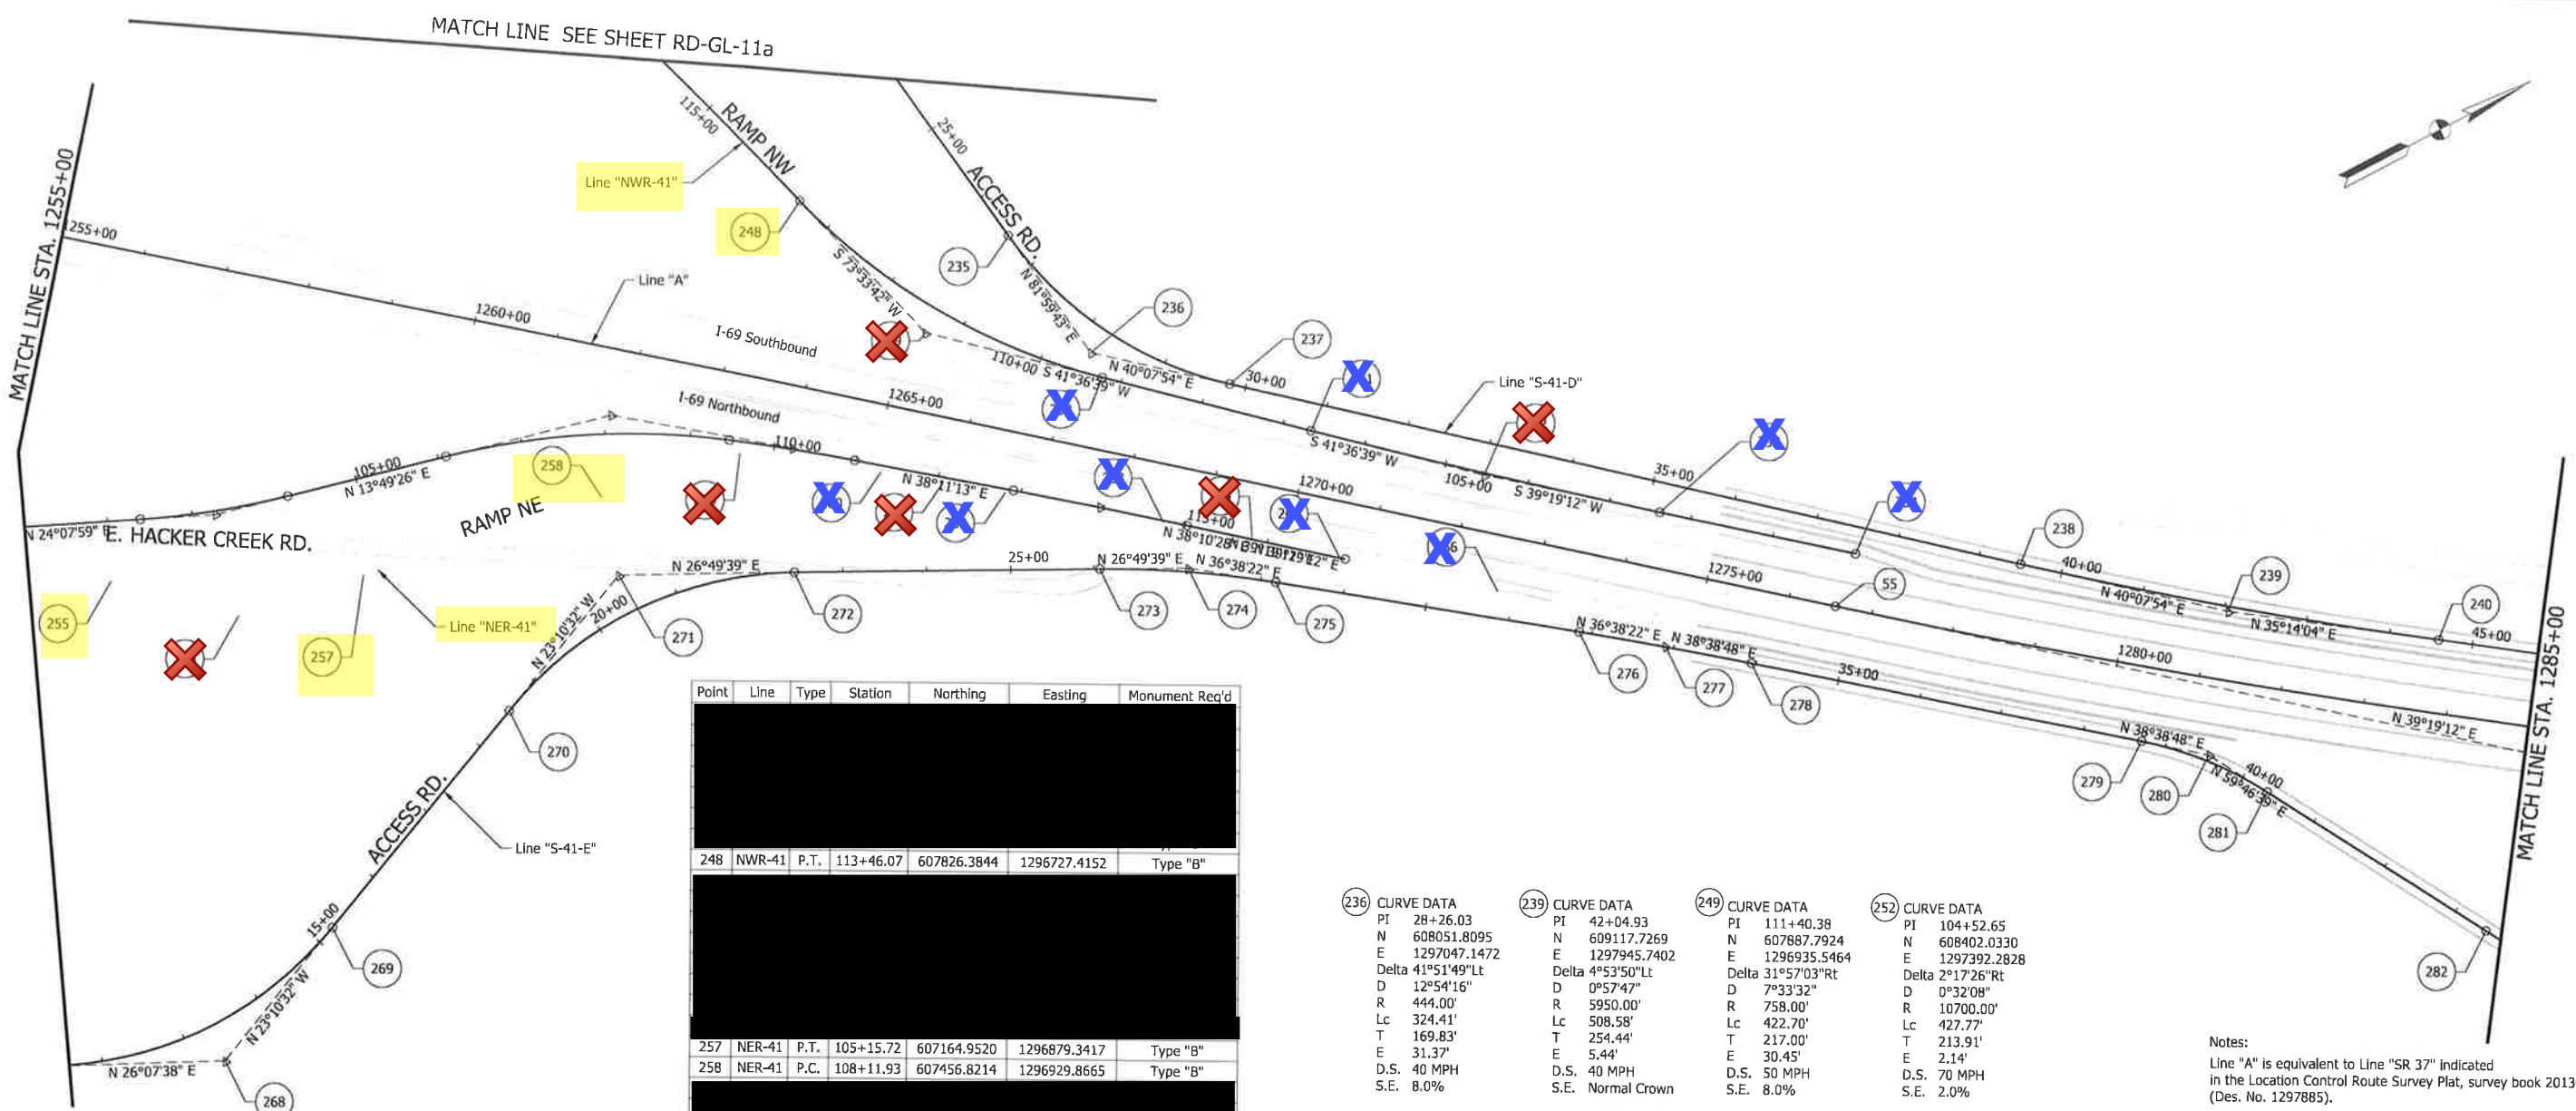 MATCH LINE SEE SHEET RD-GL-11a
MATCH LINE STA. 1255+00
115+00
RAMP NW
Line "NWR-41"
248
S 73°33'42" W
25+00
ACCESS RD.
235
N 81°59'43" E
236
237
255+00
Line "A"
1260+00
I-69 Southbound
110+00
S 41°36'39" W
N 40°07'54" E
30+00
Line "S-41-D"
I-69 Northbound
1265+00
S 41°36'39" W
105+00
S 39°19'12" W
35+00
110+00
105+00
N 13°49'26" E
258
RAMP NE
N 38°11'13" E
1270+00
115+00
N 38°10'28" E
N 24°07'59" E
E. HACKER CREEK RD.
255
257
Line "NER-41"
N 26°49'39" E
25+00
N 26°49'39" E
N 36°38'22" E
1275+00
55
238
40+00
239
N 40°07'54" E
N 35°14'04" E
240
45+00
N 23°10'32" W
20+00
271
272
273
274
275
N 36°38'22" E
N 38°38'48" E
276
277
278
35+00
1280+00
N 39°19'12" E
MATCH LINE STA. 1285+00
270
ACCESS RD.
Line "S-41-E"
15+00
269
N 23°10'32" W
N 26°07'38" E
268
N 38°38'48" E
279
280
40+00
N 59°46'39" E
281
282
Point Line Type Station Northing Easting Monument Req'd
248 NWR-41 P.T. 113+46.07 607826.3844 1296727.4152 Type "B"
257 NER-41 P.T. 105+15.72 607164.9520 1296879.3417 Type "B"
258 NER-41 P.C. 108+11.93 607456.8214 1296929.8665 Type "B"
236 CURVE DATA
PI 28+26.03
N 608051.8095
E 1297047.1472
Delta 41°51'49"Lt
D 12°54'16"
R 444.00'
Lc 324.41'
T 169.83'
E 31.37'
D.S. 40 MPH
S.E. 8.0%
239 CURVE DATA
PI 42+04.93
N 609117.7269
E 1297945.7402
Delta 4°53'50"Lt
D 0°57'47"
R 5950.00'
Lc 508.58'
T 254.44'
E 5.44'
D.S. 40 MPH
S.E. Normal Crown
249 CURVE DATA
PI 111+40.38
N 607887.7924
E 1296935.5464
Delta 31°57'03"Rt
D 7°33'32"
R 758.00'
Lc 422.70'
T 217.00'
E 30.45'
D.S. 50 MPH
S.E. 8.0%
252 CURVE DATA
PI 104+52.65
N 608402.0330
E 1297392.2828
Delta 2°17'26"Rt
D 0°32'08"
R 10700.00'
Lc 427.77'
T 213.91'
E 2.14'
D.S. 70 MPH
S.E. 2.0%
Notes:
Line "A" is equivalent to Line "SR 37" indicated
in the Location Control Route Survey Plat, survey book 2013
(Des. No. 1297885).